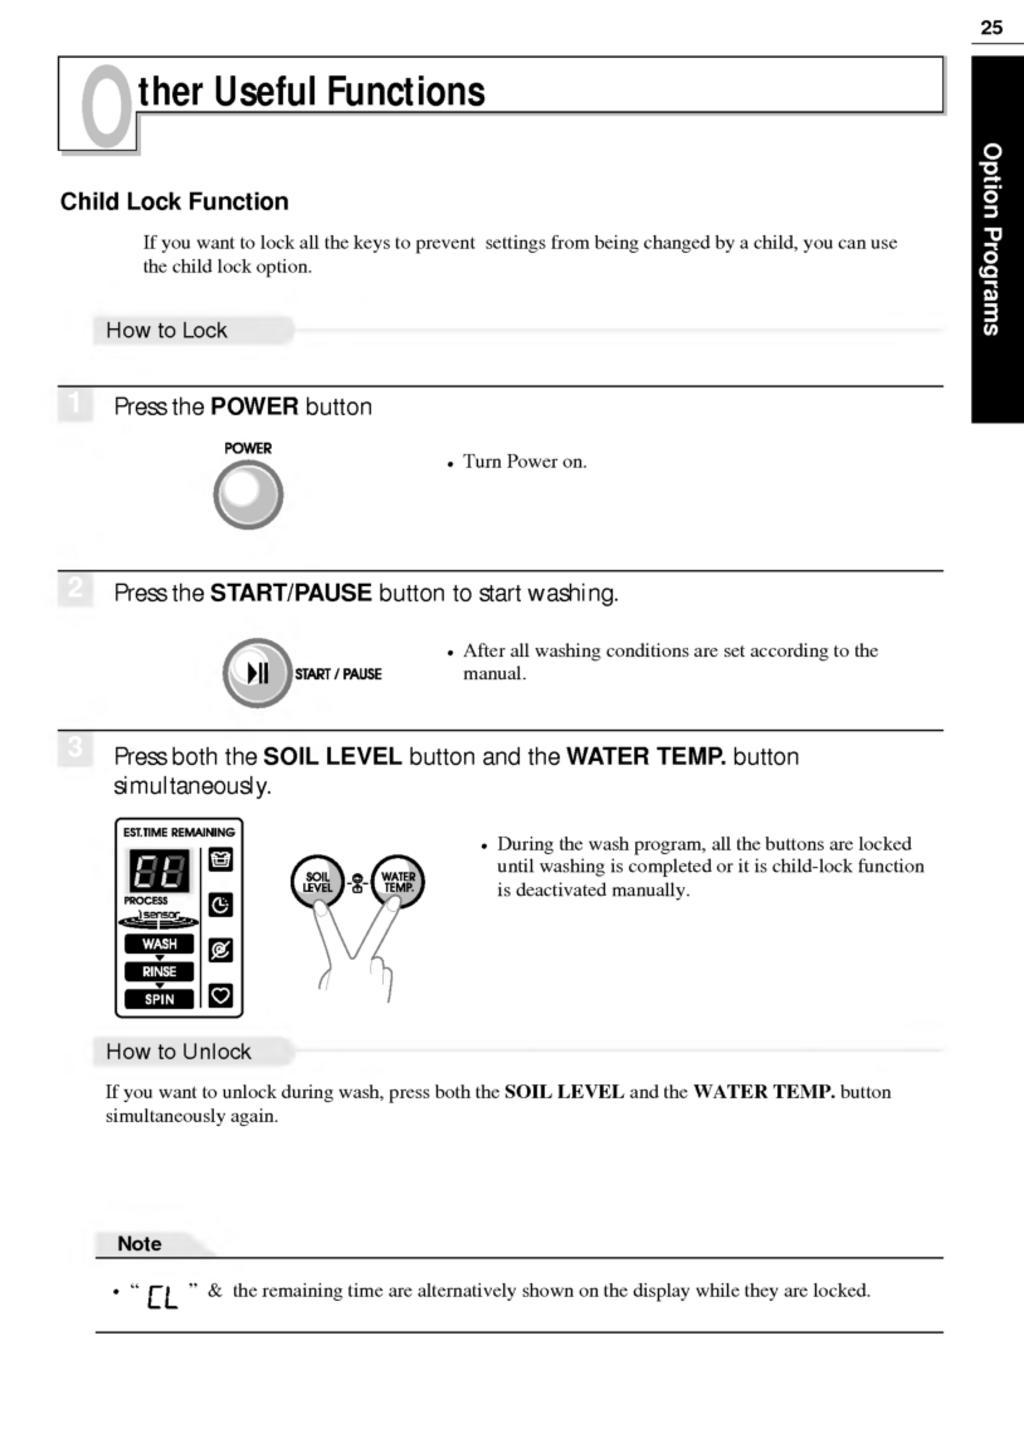 25
Other Useful Functions
Option Programs
Child Lock Function
If you want to lock all the keys to prevent settings from being changed by a child, you can use
the child lock option.
How to Lock
1 Press the POWER button
POWER
• Turn Power on.
2 Press the START/PAUSE button to start washing.
START / PAUSE
• After all washing conditions are set according to the
manual.
3 Press both the SOIL LEVEL button and the WATER TEMP. button
simultaneously.
EST.TIME REMAINING
CL
PROCESS
sensor
WASH
RINSE
SPIN
SOIL
LEVEL
WATER
TEMP.
• During the wash program, all the buttons are locked
until washing is completed or it is child-lock function
is deactivated manually.
How to Unlock
If you want to unlock during wash, press both the SOIL LEVEL and the WATER TEMP. button
simultaneously again.
Note
• “ CL ” & the remaining time are alternatively shown on the display while they are locked.